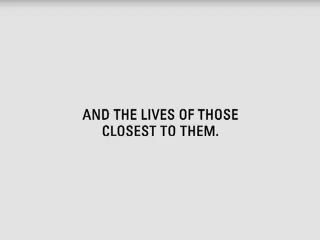 AND THE LIVES OF THOSE
CLOSEST TO THEM.